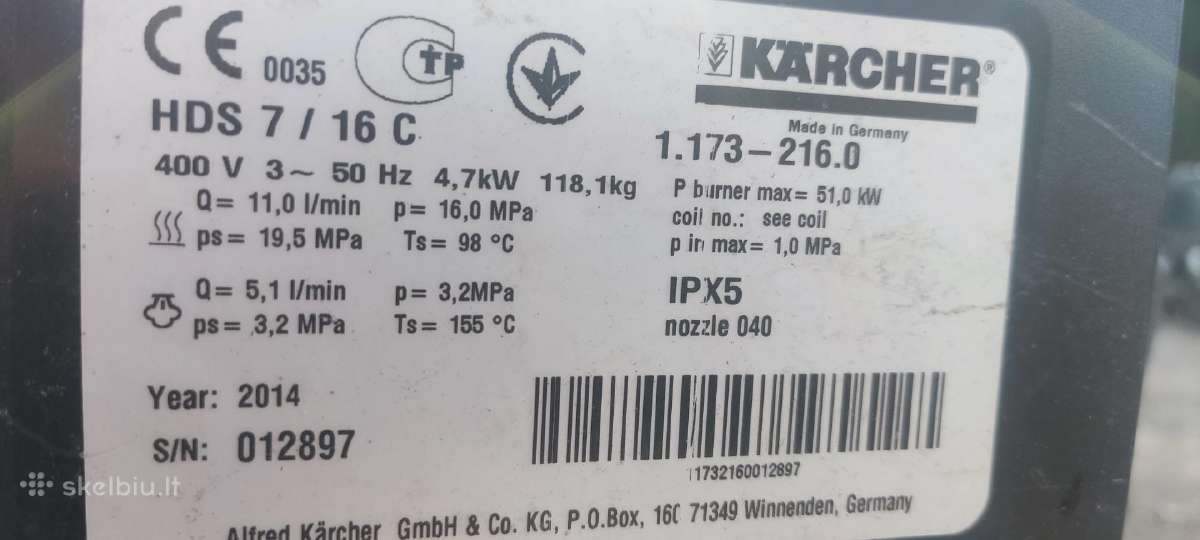 CE 0035 TP
KÄRCHER®
HDS 7 / 16 C
Made in Germany
1.173-216.0
400 V 3~ 50 Hz 4,7kW 118,1kg
Q= 11,0 l/min p= 16,0 MPa
ps= 19,5 MPa Ts= 98 °C
P burner max= 51,0 kW
coil no.: see coil
p in max= 1,0 MPa
Q= 5,1 l/min p= 3,2MPa
ps= 3,2 MPa Ts= 155 °C
IPX5
nozzle 040
Year: 2014
S/N: 012897
11732160012897
Alfred Kärcher GmbH & Co. KG, P.O.Box, 160 71349 Winnenden, Germany
skelbiu.lt